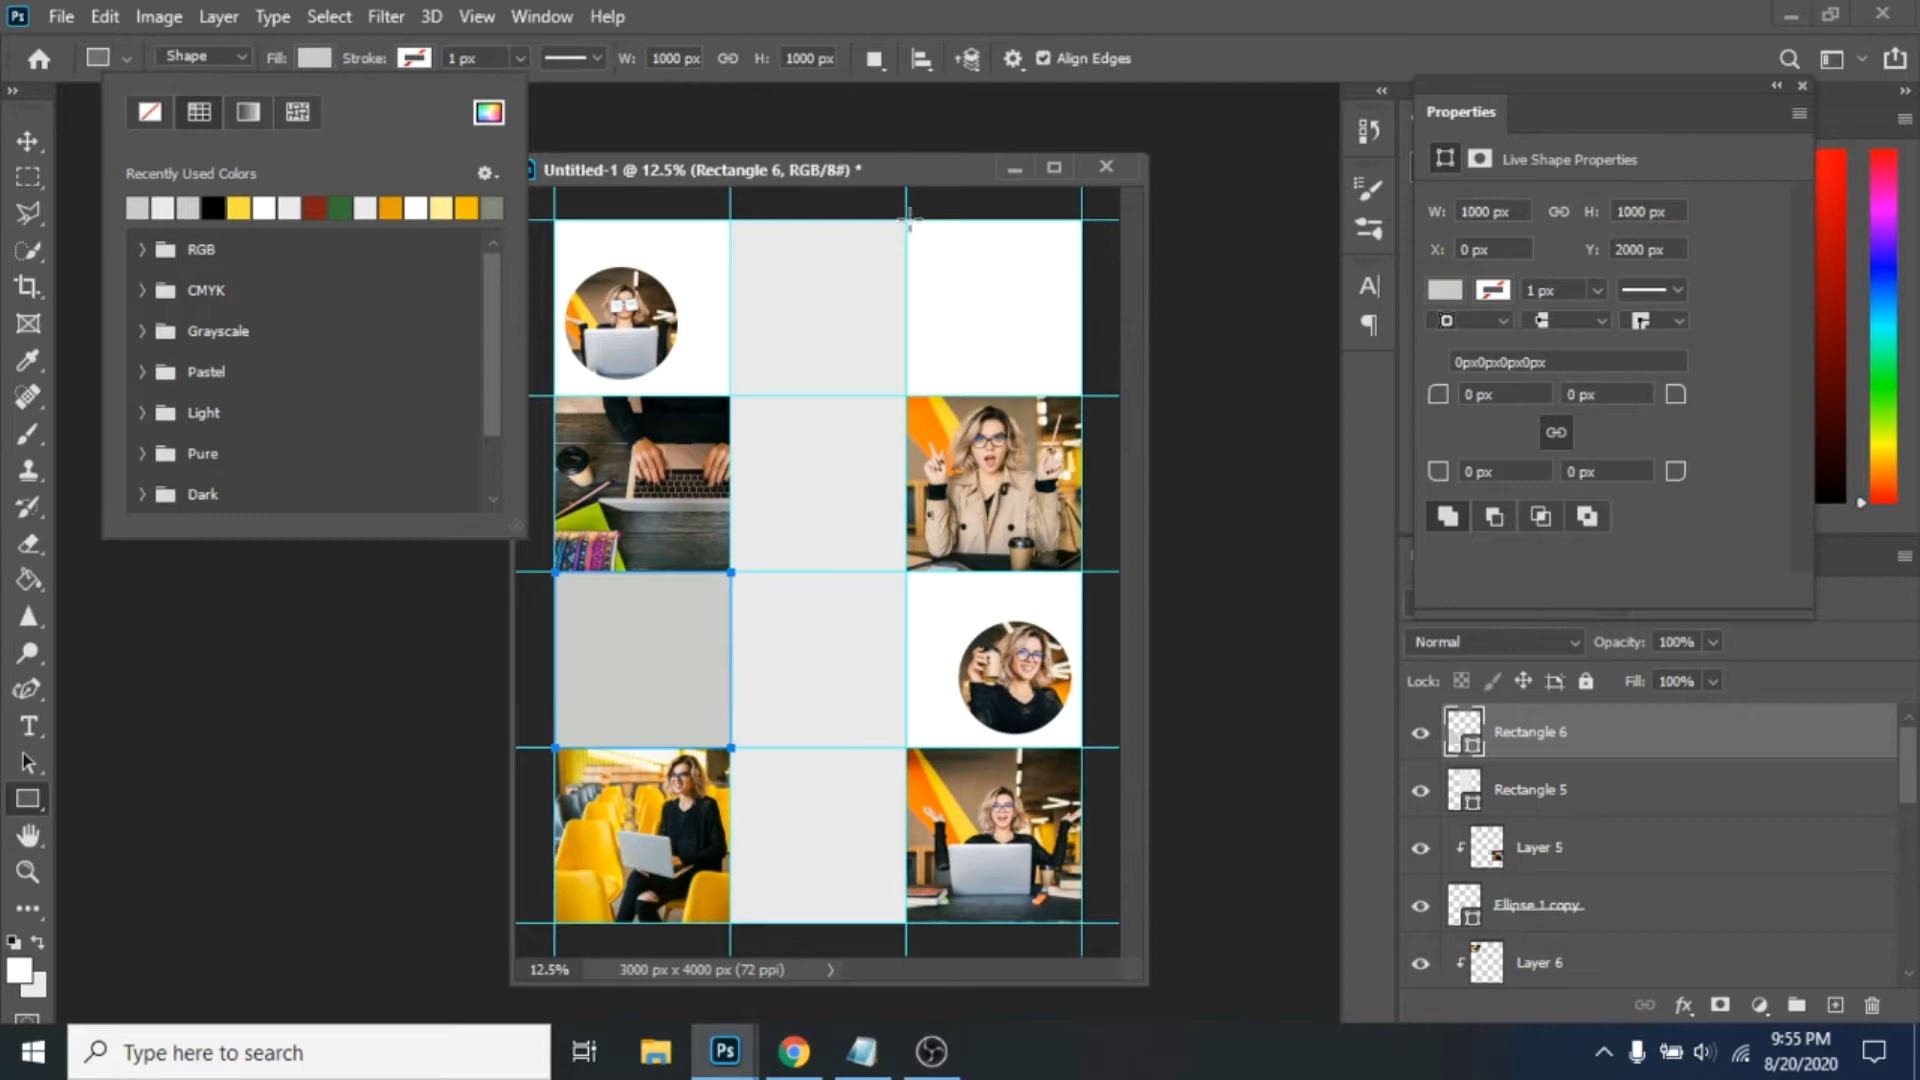 Ps File Edit Image Layer Type Select Filter 3D View Window Help
Shape Fill: Stroke: 1 px W: 1000 px H: 1000 px Align Edges
Properties
Recently Used Colors
RGB
CMYK
Grayscale
Pastel
Light
Pure
Dark
Untitled-1 @ 12.5% (Rectangle 6, RGB/8#) *
12.5% 3000 px x 4000 px (72 ppi)
Live Shape Properties
W: 1000 px H: 1000 px
X: 0 px Y: 2000 px
1 px
0px0px0px0px
0 px 0 px
0 px 0 px
Normal Opacity: 100%
Lock: Fill: 100%
Rectangle 6
Rectangle 5
Layer 5
Ellipse 1 copy
Layer 6
fx
Type here to search
Ps
9:55 PM
8/20/2020